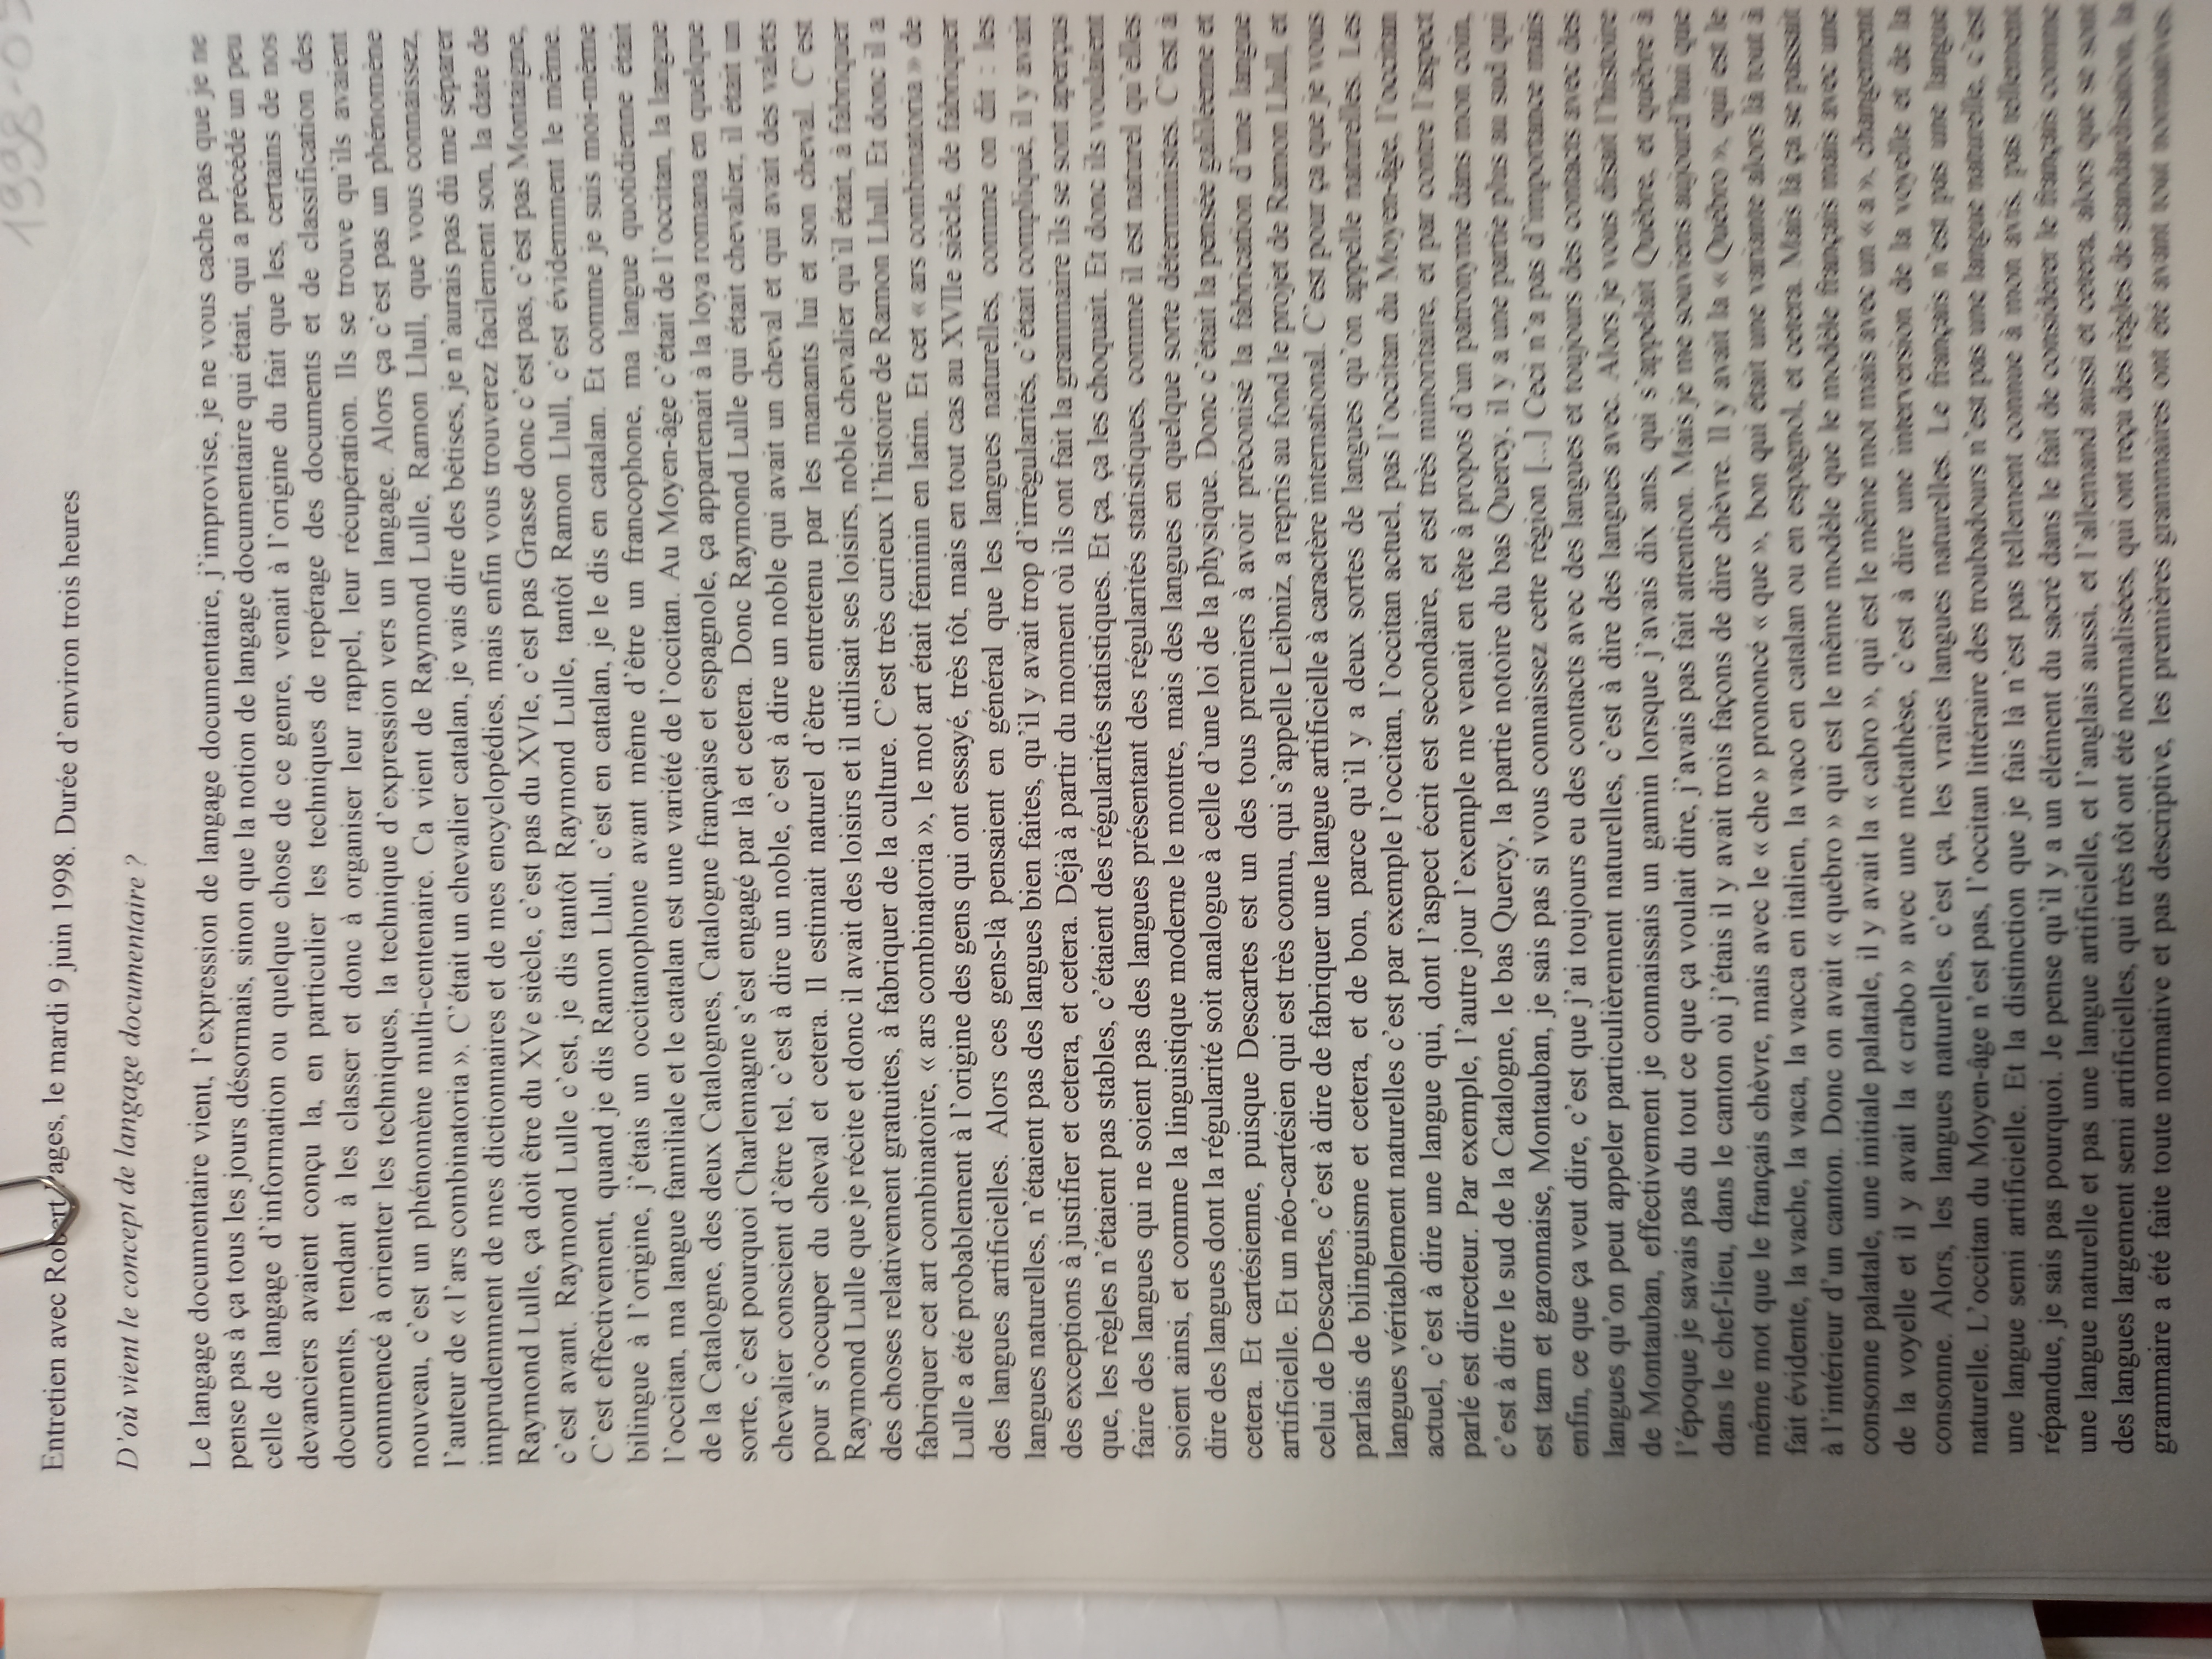 1998-05
Entretien avec Robert Pages, le mardi 9 juin 1998. Durée d'environ trois heures
D'où vient le concept de langage documentaire ?
Le langage documentaire vient, l'expression de langage documentaire, j'improvise, je ne vous cache pas que je ne
pense pas à ça tous les jours désormais, sinon que la notion de langage documentaire qui était, qui a précédé un peu
celle de langage d'information ou quelque chose de ce genre, venait à l'origine du fait que les, certains de nos
devanciers avaient conçu la, en particulier les techniques de repérage des documents et de classification des
documents, tendant à les classer et donc à organiser leur rappel, leur récupération. Ils se trouve qu'ils avaient
commencé à orienter les techniques, la technique d'expression vers un langage. Alors ça c'est pas un phénomène
nouveau, c'est un phénomène multi-centenaire. Ca vient de Raymond Lulle, Ramon Llull, que vous connaissez,
l'auteur de « l'ars combinatoria ». C'était un chevalier catalan, je vais dire des bêtises, je n'aurais pas dû me séparer
imprudemment de mes dictionnaires et de mes encyclopédies, mais enfin vous trouverez facilement son, la date de
Raymond Lulle, ça doit être du XVe siècle, c'est pas du XVIe, c'est pas Grasse donc c'est pas, c'est pas Montaigne,
c'est avant. Raymond Lulle c'est, je dis tantôt Raymond Lulle, tantôt Ramon Llull, c'est évidemment le même.
C'est effectivement, quand je dis Ramon Llull, c'est en catalan, je le dis en catalan. Et comme je suis moi-même
bilingue à l'origine, j'étais un occitanophone avant même d'être un francophone, ma langue quotidienne était
l'occitan, ma langue familiale et le catalan est une variété de l'occitan. Au Moyen-âge c'était de l'occitan, la langue
de la Catalogne, des deux Catalognes, Catalogne française et espagnole, ça appartenait à la loya romana en quelque
sorte, c'est pourquoi Charlemagne s'est engagé par là et cetera. Donc Raymond Lulle qui était chevalier, il était un
chevalier conscient d'être tel, c'est à dire un noble, c'est à dire un noble qui avait un cheval et qui avait des valets
pour s'occuper du cheval et cetera. Il estimait naturel d'être entretenu par les manants lui et son cheval. C'est
Raymond Lulle que je récite et donc il avait des loisirs et il utilisait ses loisirs, noble chevalier qu'il était, à fabriquer
des choses relativement gratuites, à fabriquer de la culture. C'est très curieux l'histoire de Ramon Llull. Et donc il a
fabriquer cet art combinatoire, « ars combinatoria », le mot art était féminin en latin. Et cet « ars combinatoria » de
Lulle a été probablement à l'origine des gens qui ont essayé, très tôt, mais en tout cas au XVIIe siècle, de fabriquer
des langues artificielles. Alors ces gens-là pensaient en général que les langues naturelles, comme on dit : les
langues naturelles, n'étaient pas des langues bien faites, qu'il y avait trop d'irrégularités, c'était compliqué, il y avait
des exceptions à justifier et cetera, et cetera. Déjà à partir du moment où ils ont fait la grammaire ils se sont aperçus
que, les règles n'étaient pas stables, c'étaient des régularités statistiques. Et ça, ça les choquait. Et donc ils voulaient
faire des langues qui ne soient pas des langues présentant des régularités statistiques, comme il est naturel qu'elles
soient ainsi, et comme la linguistique moderne le montre, mais des langues en quelque sorte déterministes. C'est à
dire des langues dont la régularité soit analogue à celle d'une loi de la physique. Donc c'était la pensée galiléenne et
cetera. Et cartésienne, puisque Descartes est un des tous premiers à avoir préconisé la fabrication d'une langue
artificielle. Et un néo-cartésien qui est très connu, qui s'appelle Leibniz, a repris au fond le projet de Ramon Llull, et
celui de Descartes, c'est à dire de fabriquer une langue artificielle à caractère international. C'est pour ça que je vous
parlais de bilinguisme et cetera, et de bon, parce qu'il y a deux sortes de langues qu'on appelle naturelles. Les
langues véritablement naturelles c'est par exemple l'occitan, l'occitan actuel, pas l'occitan du Moyen-âge, l'occitan
actuel, c'est à dire une langue qui, dont l'aspect écrit est secondaire, et est très minoritaire, et par contre l'aspect
parlé est directeur. Par exemple, l'autre jour l'exemple me venait en tête à propos d'un patronyme dans mon coin,
c'est à dire le sud de la Catalogne, le bas Quercy, la partie notoire du bas Quercy, il y a une partie plus au sud qui
est tarn et garonnaise, Montauban, je sais pas si vous connaissez cette région [...] Ceci n'a pas d'importance mais
enfin, ce que ça veut dire, c'est que j'ai toujours eu des contacts avec des langues et toujours des contacts avec des
langues qu'on peut appeler particulièrement naturelles, c'est à dire des langues avec. Alors je vous disait l'histoire
de Montauban, effectivement je connaissais un gamin lorsque j'avais dix ans, qui s'appelait Quèbre, et quèbre à
l'époque je savais pas du tout ce que ça voulait dire, j'avais pas fait attention. Mais je me souviens aujourd'hui que
dans le chef-lieu, dans le canton où j'étais il y avait trois façons de dire chèvre. Il y avait la « Québro », qui est le
même mot que le français chèvre, mais avec le « che » prononcé « que », bon qui était une variante alors là tout à
fait évidente, la vache, la vaca, la vacca en italien, la vaco en catalan ou en espagnol, et cetera. Mais là ça se passait
à l'intérieur d'un canton. Donc on avait « québro » qui est le même modèle que le modèle français mais avec une
consonne palatale, une initiale palatale, il y avait la « cabro », qui est le même mot mais avec un « a », changement
de la voyelle et il y avait la « crabo » avec une métathèse, c'est à dire une interversion de la voyelle et de la
consonne. Alors, les langues naturelles, c'est ça, les vraies langues naturelles. Le français n'est pas une langue
naturelle. L'occitan du Moyen-âge n'est pas, l'occitan littéraire des troubadours n'est pas une langue naturelle, c'est
une langue semi artificielle. Et la distinction que je fais là n'est pas tellement connue à mon avis, pas tellement
répandue, je sais pas pourquoi. Je pense qu'il y a un élément du sacré dans le fait de considérer le français comme
une langue naturelle et pas une langue artificielle, et l'anglais aussi, et l'allemand aussi et cetera, alors que se sont
des langues largement semi artificielles, qui très tôt ont été normalisées, qui ont reçu des règles de standardisation, la
grammaire a été faite toute normative et pas descriptive, les premières grammaires ont été avant tout normatives.